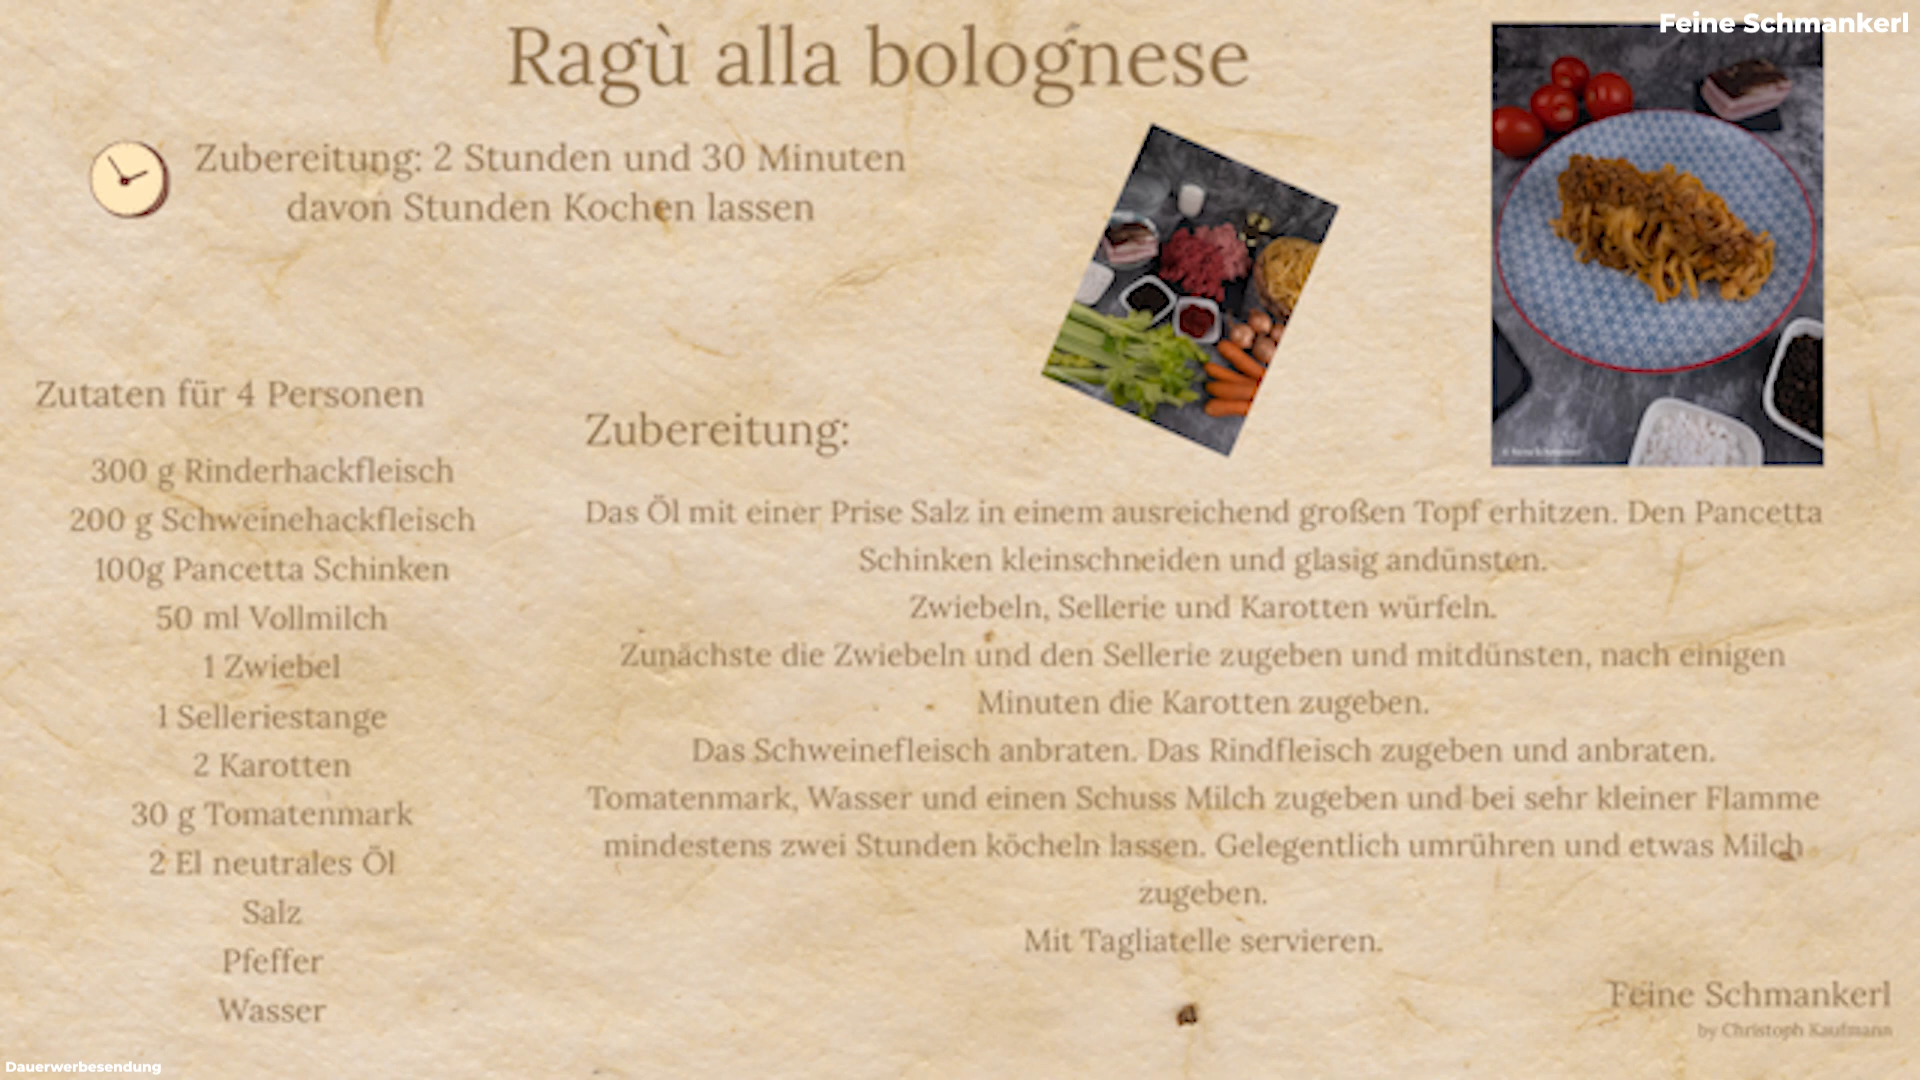 Feine Schmankerl
Ragù alla bolognese
Zubereitung: 2 Stunden und 30 Minuten
davon Stunden Kochen lassen
Zutaten für 4 Personen
300 g Rinderhackfleisch
200 g Schweinehackfleisch
100g Pancetta Schinken
50 ml Vollmilch
1 Zwiebel
1 Selleriestange
2 Karotten
30 g Tomatenmark
2 El neutrales Öl
Salz
Pfeffer
Wasser
Zubereitung:
Das Öl mit einer Prise Salz in einem ausreichend großen Topf erhitzen. Den Pancetta
Schinken kleinschneiden und glasig andünsten.
Zwiebeln, Sellerie und Karotten würfeln.
Zunächste die Zwiebeln und den Sellerie zugeben und mitdünsten, nach einigen
Minuten die Karotten zugeben.
Das Schweinefleisch anbraten. Das Rindfleisch zugeben und anbraten.
Tomatenmark, Wasser und einen Schuss Milch zugeben und bei sehr kleiner Flamme
mindestens zwei Stunden köcheln lassen. Gelegentlich umrühren und etwas Milch
zugeben.
Mit Tagliatelle servieren.
Feine Schmankerl
by Christoph Kaufmann
Dauerwerbesendung